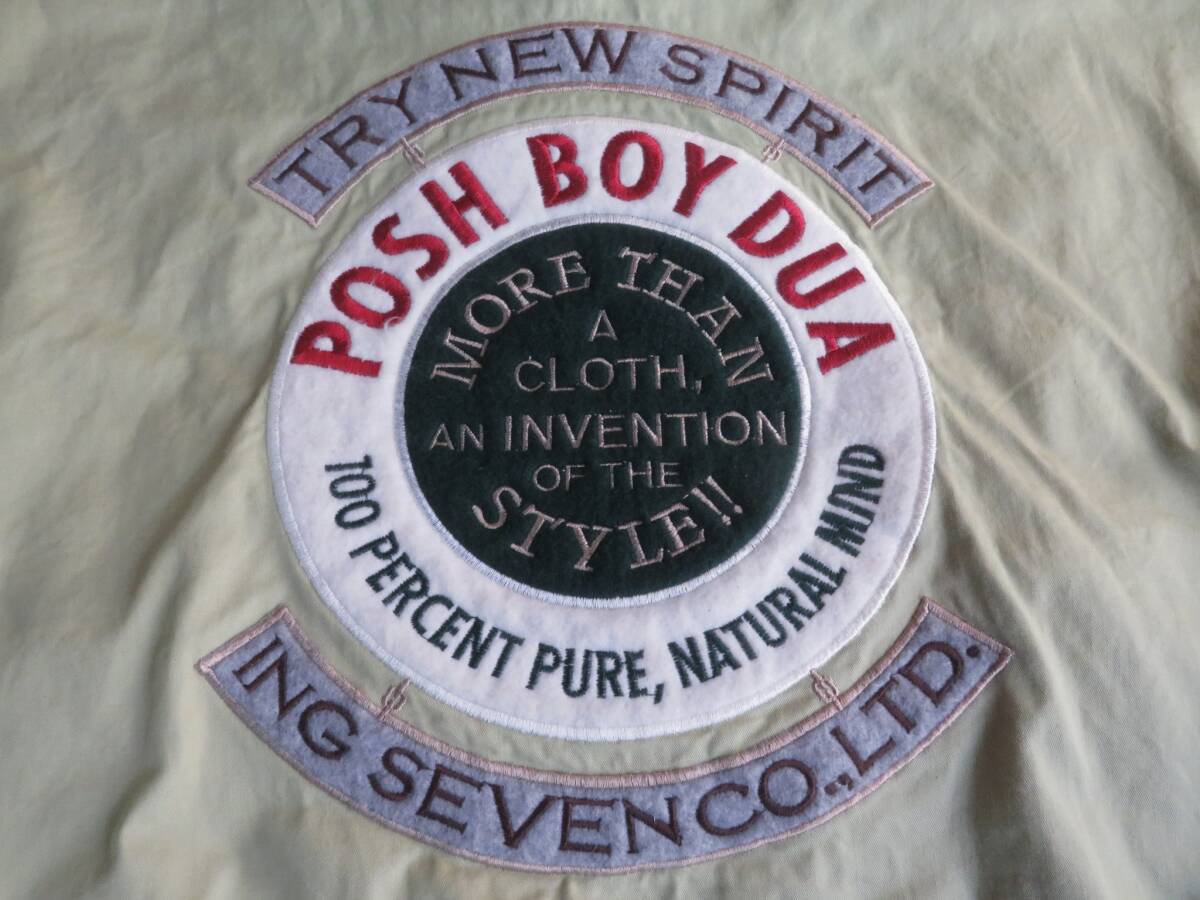 TRY NEW SPIRIT
POSH BOY DUA
MORE THAN
A
CLOTH,
AN INVENTION
OF THE
STYLE!!
100 PERCENT PURE, NATURAL MIND
ING SEVEN CO.,LTD.